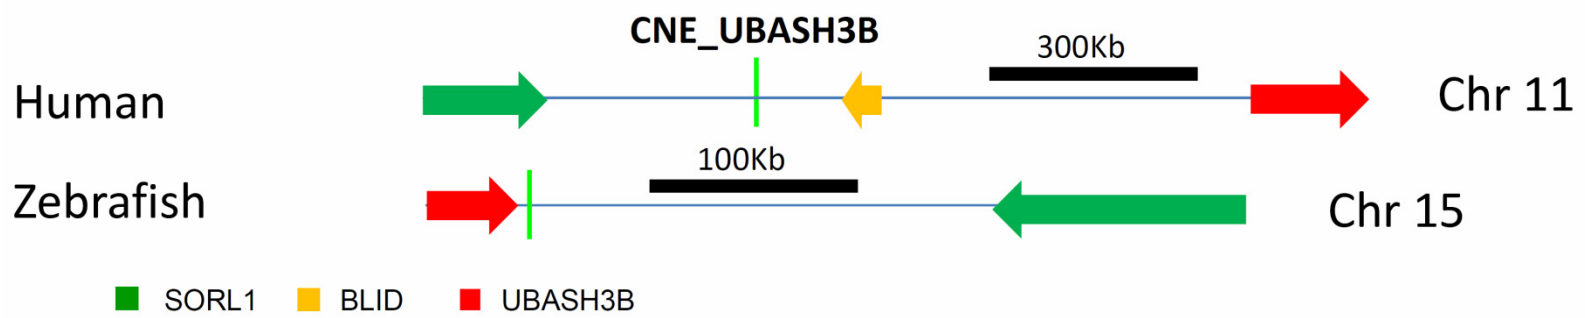 CNE_UBASH3B
300Kb
Human
Chr 11
100Kb
Zebrafish
Chr 15
SORL1 BLID UBASH3B